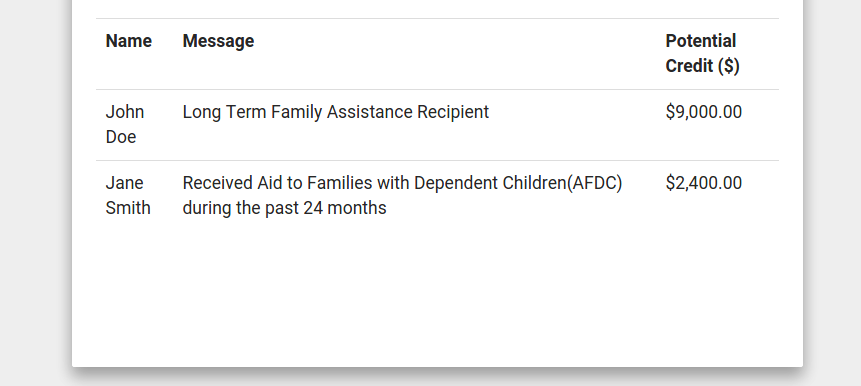 Name Message Potential
Credit ($)
John Long Term Family Assistance Recipient $9,000.00
Doe
Jane Received Aid to Families with Dependent Children(AFDC) $2,400.00
Smith during the past 24 months